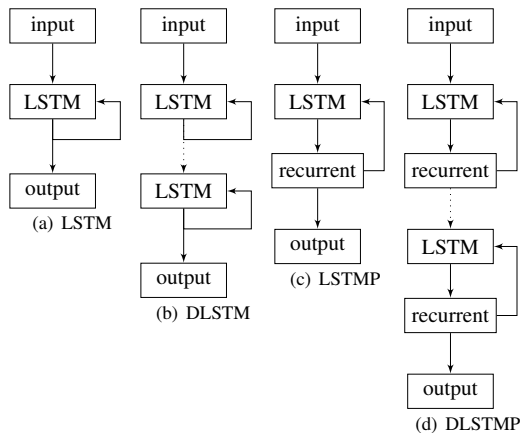 input
LSTM
output
(a) LSTM
input
LSTM
LSTM
output
(b) DLSTM
input
LSTM
recurrent
output
(c) LSTMP
input
LSTM
recurrent
LSTM
recurrent
output
(d) DLSTMP